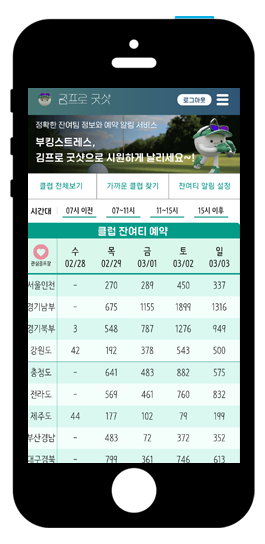 김프로 굿샷
로그아웃
정확한 잔여팀 정보와 예약 알림 서비스
부킹스트레스,
김프로 굿샷으로 시원하게 날리세요~!
클럽 전체보기 가까운 클럽 찾기 잔여티 알림 설정
시간대 07시 이전 07~11시 11~15시 15시 이후
클럽 잔여티 예약
관심골프장 수 목 금 토 일
02/28 02/29 03/01 03/02 03/03
서울인천 - 270 289 450 337
경기남부 - 675 1155 1899 1316
경기북부 3 548 787 1276 949
강원도 42 192 378 543 500
충청도 - 641 483 882 575
전라도 - 569 461 760 832
제주도 44 177 102 79 199
부산경남 - 483 72 372 352
대구경북 - 799 361 746 613